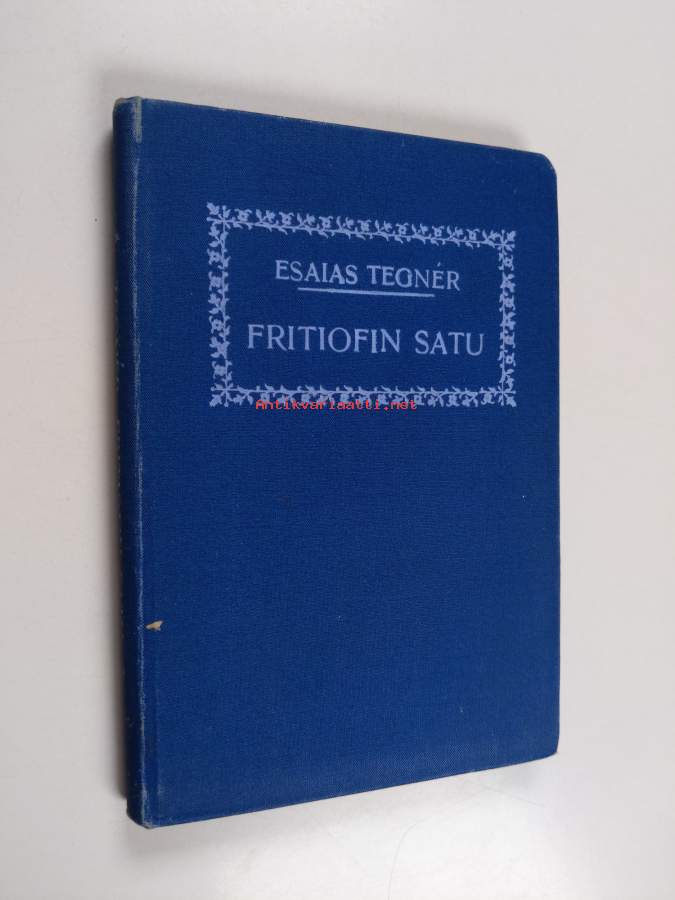 ESAIAS TEGNÉR
FRITIOFIN SATU
Antikvariaatti.net